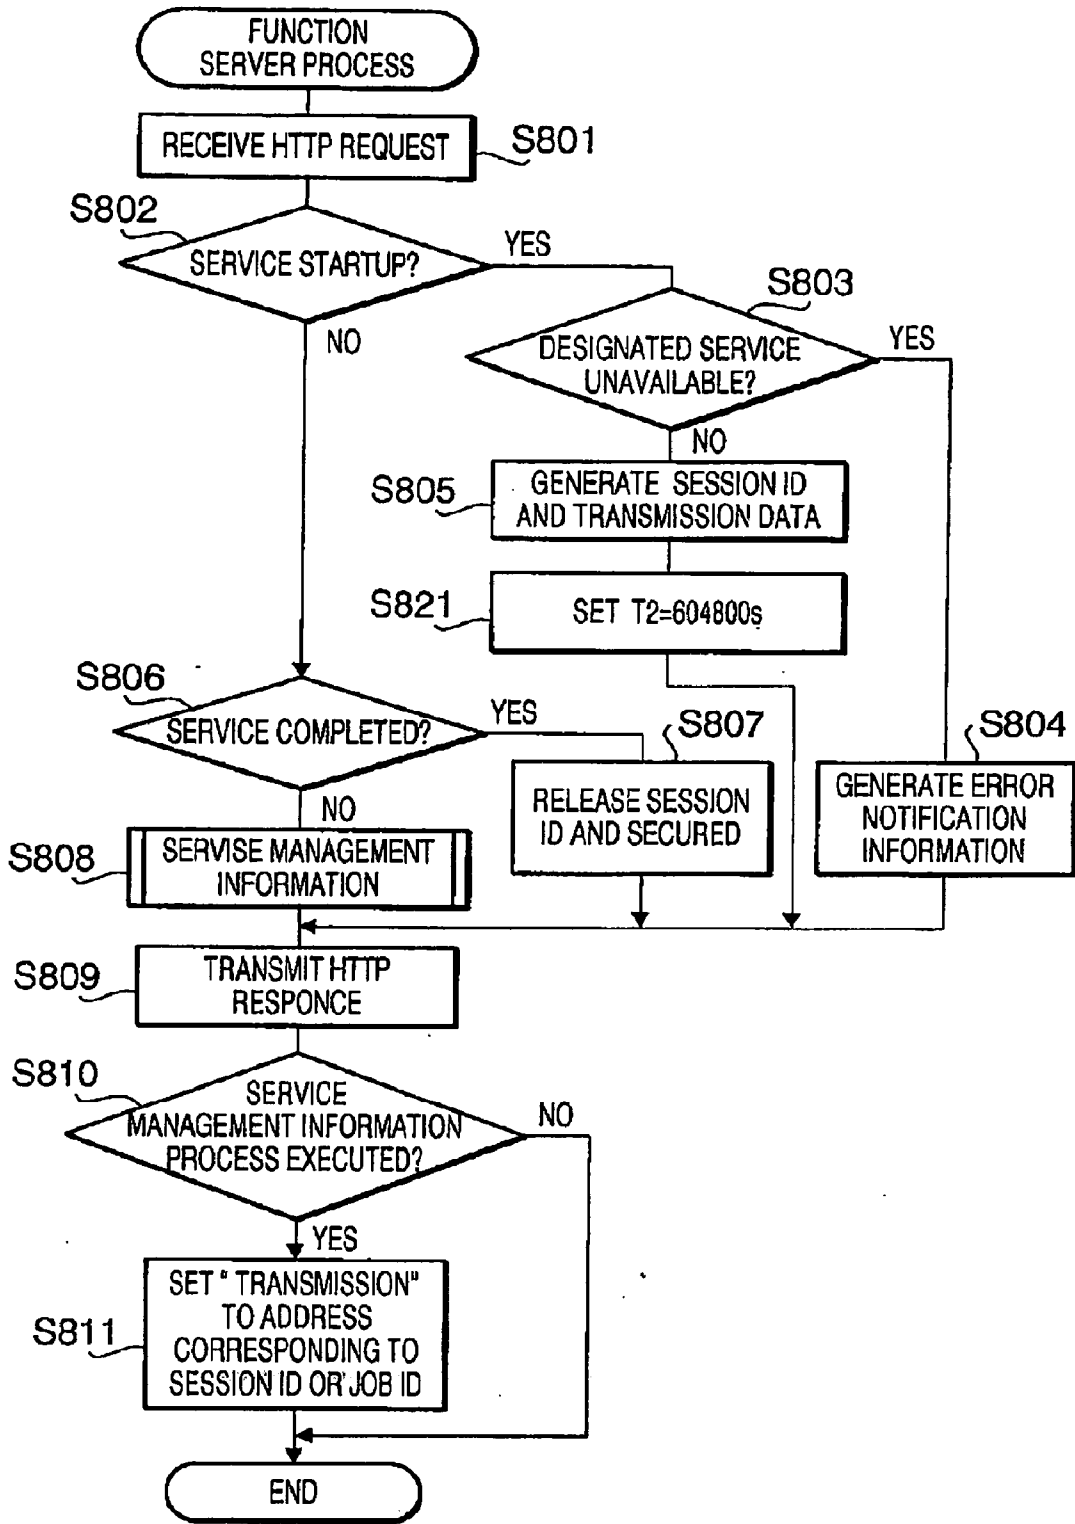 FUNCTION
SERVER PROCESS
RECEIVE HTTP REQUEST
S801
S802
SERVICE STARTUP?
YES
NO
S803
DESIGNATED SERVICE
UNAVAILABLE?
YES
NO
S805
GENERATE SESSION ID
AND TRANSMISSION DATA
S821
SET T2=604800s
S806
SERVICE COMPLETED?
YES
NO
S807
RELEASE SESSION
ID AND SECURED
S804
GENERATE ERROR
NOTIFICATION
INFORMATION
S808
SERVISE MANAGEMENT
INFORMATION
S809
TRANSMIT HTTP
RESPONCE
S810
SERVICE
MANAGEMENT INFORMATION
PROCESS EXECUTED?
NO
YES
S811
SET " TRANSMISSION"
TO ADDRESS
CORRESPONDING TO
SESSION ID OR JOB ID
END